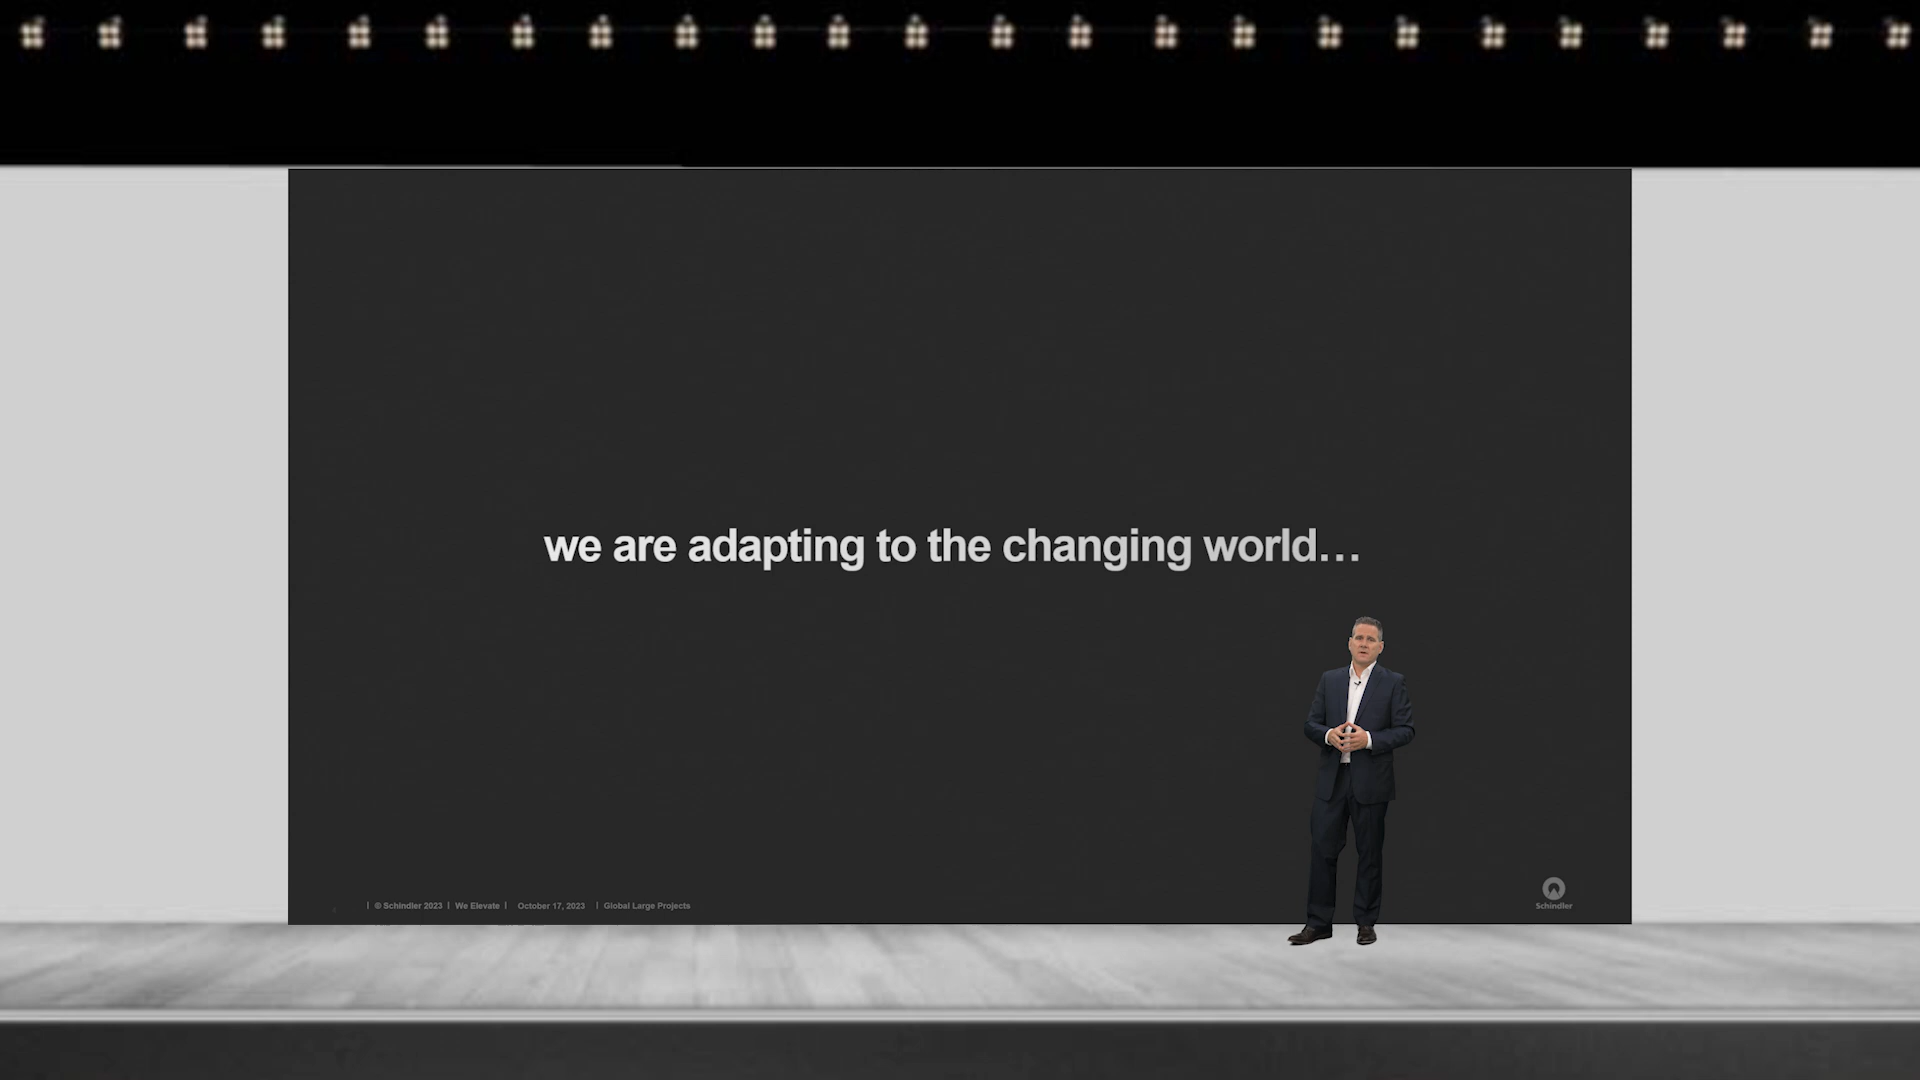 we are adapting to the changing world…
| © Schindler 2023 | We Elevate | October 17, 2023 | Global Large Projects
Schindler